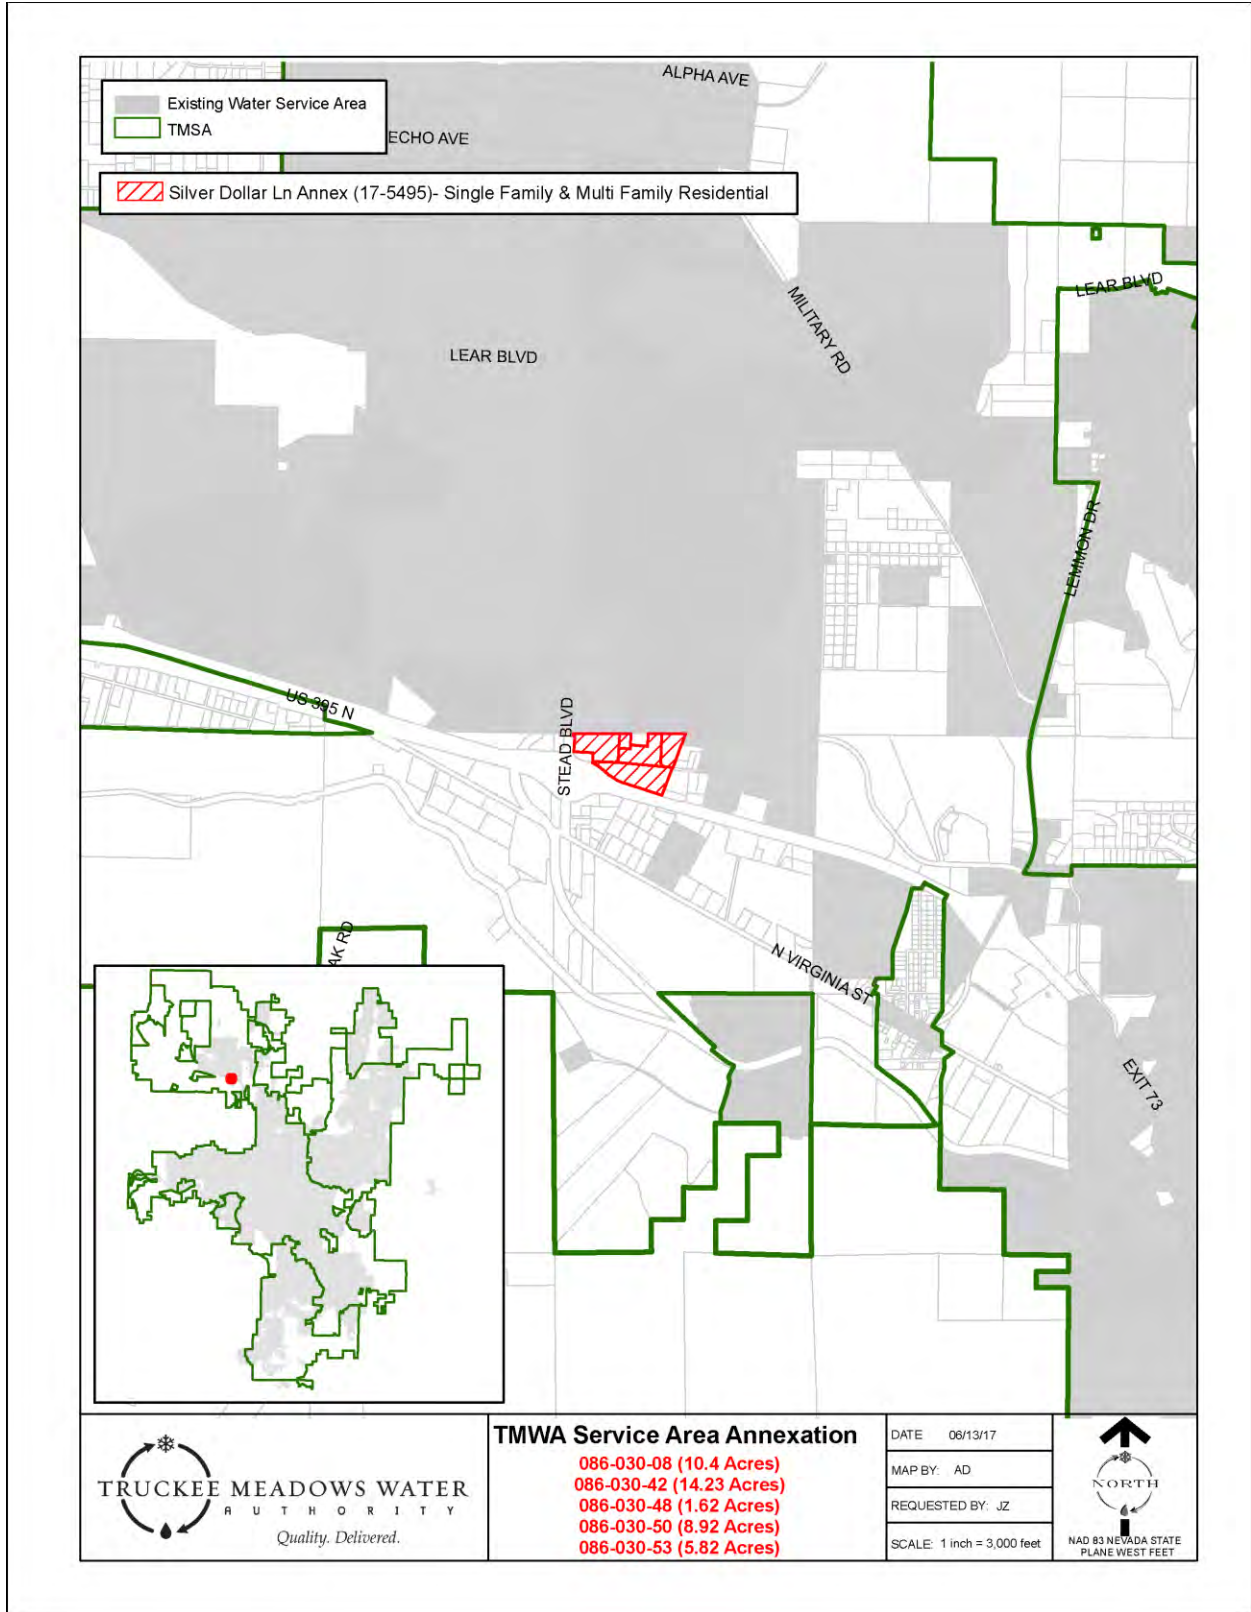 ALPHA AVE
Existing Water Service Area
TMSA
ECHO AVE
Silver Dollar Ln Annex (17-5495)- Single Family & Multi Family Residential
LEAR BLVD
MILITARY RD
LEAR BLVD
LEMMON DR
US 395 N
STEAD BLVD
AK RD
N VIRGINIA ST
EXIT 73
TRUCKEE MEADOWS WATER
AUTHORITY
Quality. Delivered.
TMWA Service Area Annexation
086-030-08 (10.4 Acres)
086-030-42 (14.23 Acres)
086-030-48 (1.62 Acres)
086-030-50 (8.92 Acres)
086-030-53 (5.82 Acres)
DATE 06/13/17
MAP BY: AD
REQUESTED BY: JZ
SCALE: 1 inch = 3,000 feet
NORTH
NAD 83 NEVADA STATE
PLANE WEST FEET